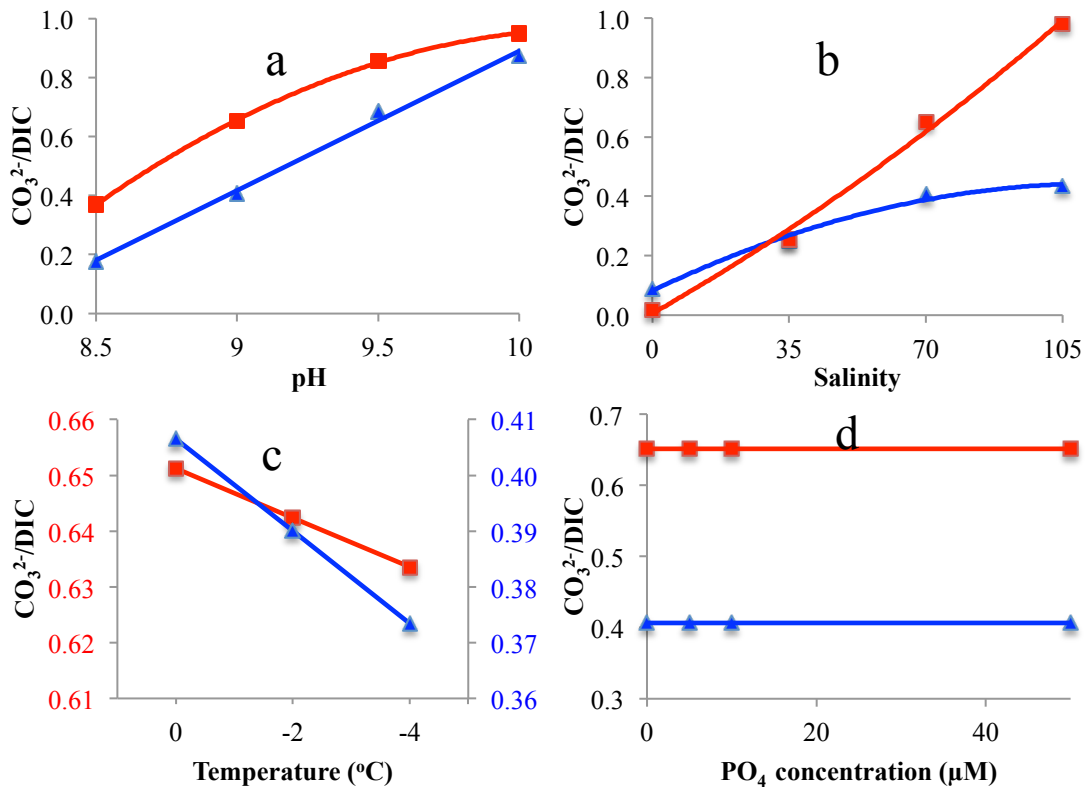 a
CO₃²⁻/DIC
1.0
0.8
0.6
0.4
0.2
0.0
8.5 9 9.5 10
pH
b
CO₃²⁻/DIC
1.0
0.8
0.6
0.4
0.2
0.0
0 35 70 105
Salinity
c
CO₃²⁻/DIC
0.66
0.65
0.64
0.63
0.62
0.61
0.41
0.40
0.39
0.38
0.37
0.36
0 -2 -4
Temperature (°C)
d
CO₃²⁻/DIC
0.7
0.6
0.5
0.4
0.3
0 20 40
PO₄ concentration (µM)